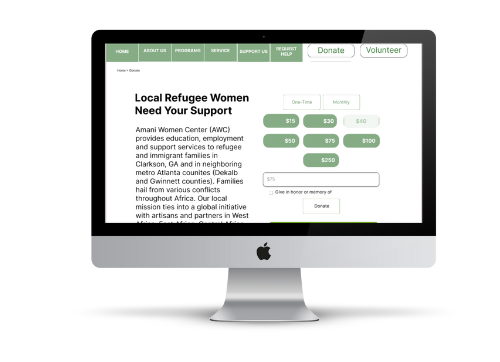 HOME
ABOUT US
PROGRAMS
SERVICE
SUPPORT US
REQUEST
HELP
Donate
Volunteer
Home > Donate
Local Refugee Women
Need Your Support
Amani Women Center (AWC)
provides education, employment
and support services to refugee
and immigrant families in
Clarkson, GA and in neighboring
metro Atlanta counites (Dekalb
and Gwinnett counties). Families
hail from various conflicts
throughout Africa. Our local
mission ties into a global initiative
with artisans and partners in West
One-Time
Monthly
$15
$30
$40
$50
$75
$100
$250
$75
Give in honor or memory of
Donate